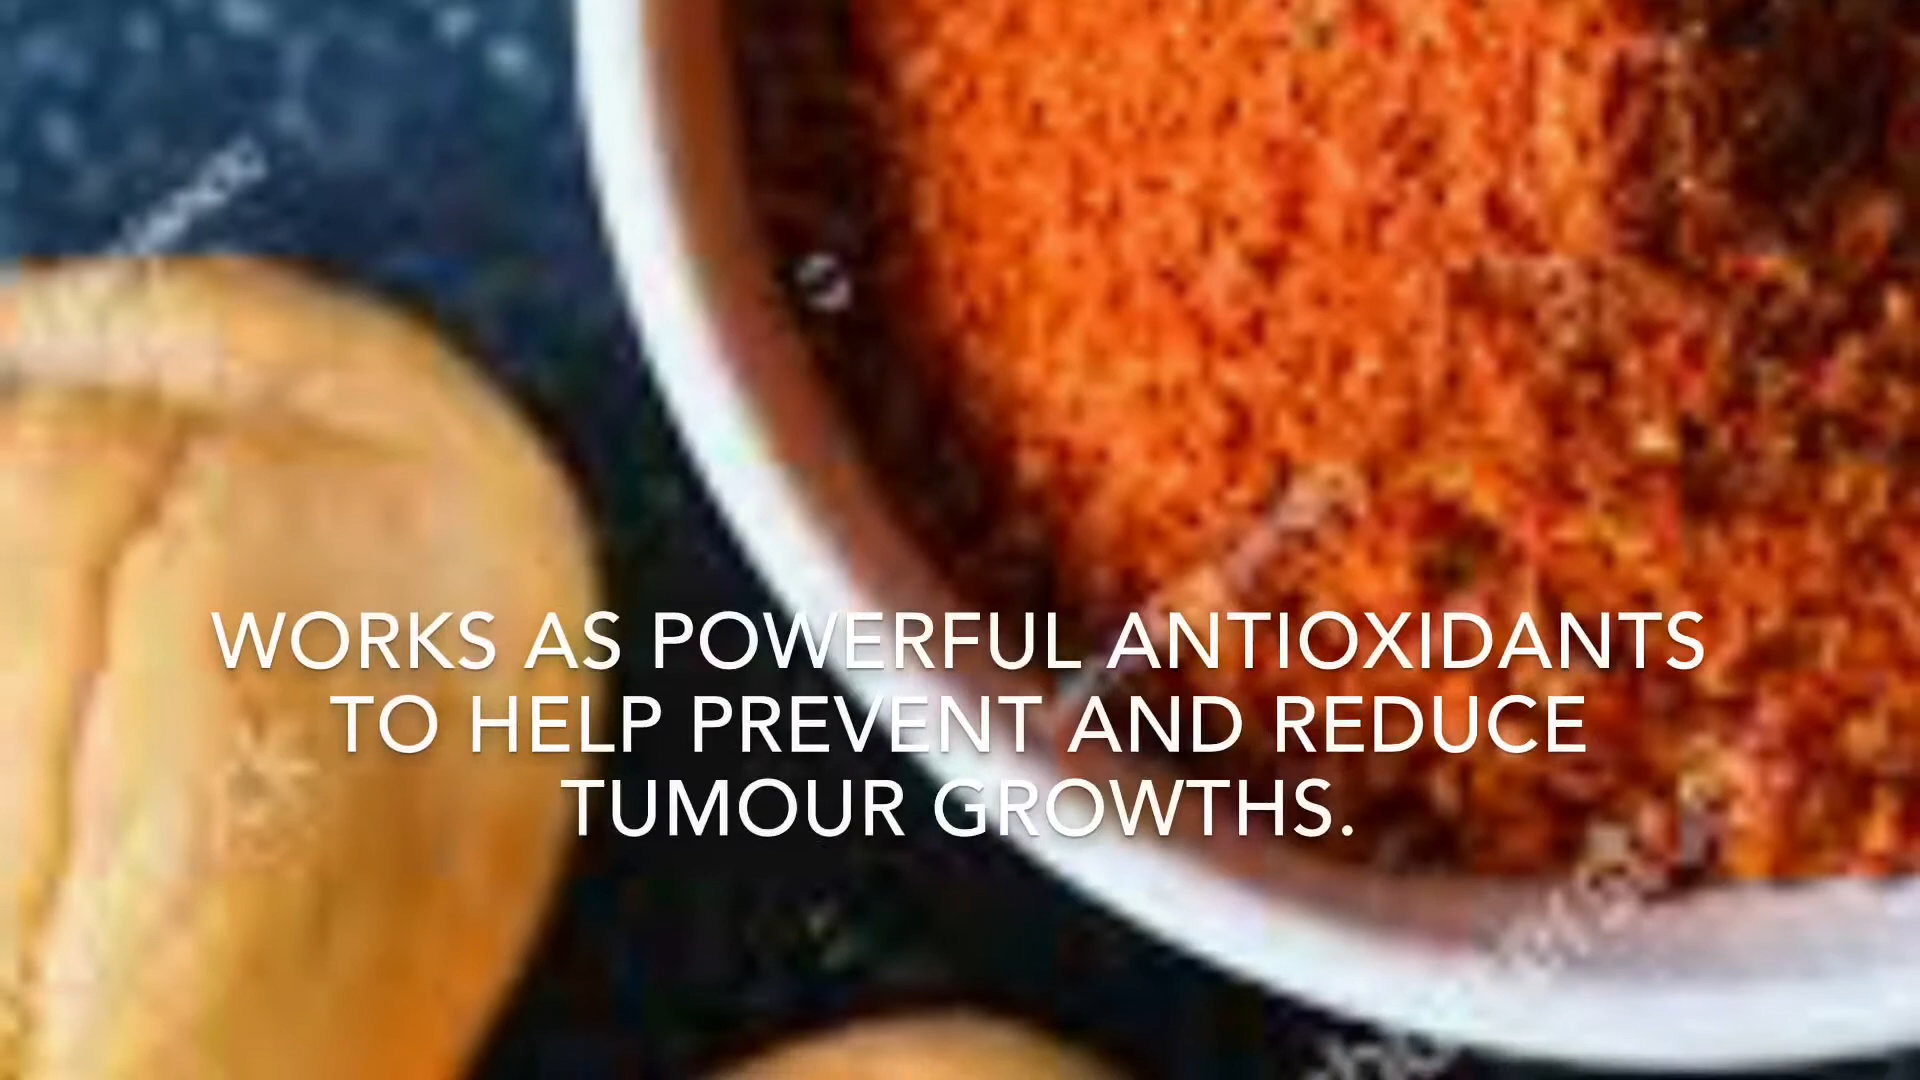 WORKS AS POWERFUL ANTIOXIDANTS
TO HELP PREVENT AND REDUCE
TUMOUR GROWTHS.